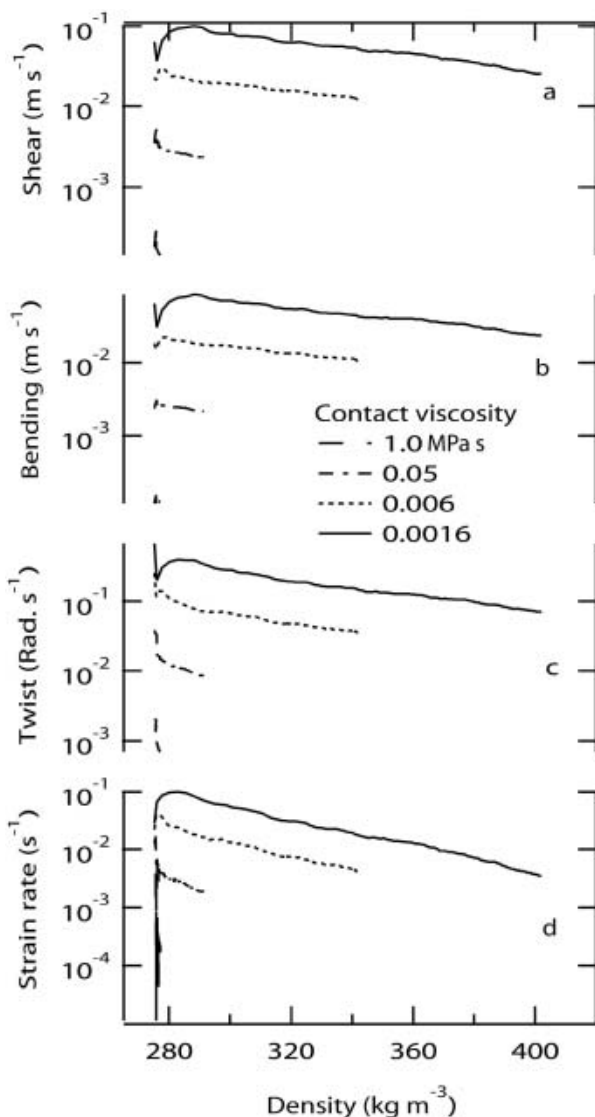 10⁻¹
10⁻²
10⁻³
Shear (m s⁻¹)
a
10⁻²
10⁻³
Bending (m s⁻¹)
b
Contact viscosity
1.0 MPa s
0.05
0.006
0.0016
10⁻¹
10⁻²
10⁻³
Twist (Rad. s⁻¹)
c
10⁻¹
10⁻²
10⁻³
10⁻⁴
Strain rate (s⁻¹)
d
280 320 360 400
Density (kg m⁻³)